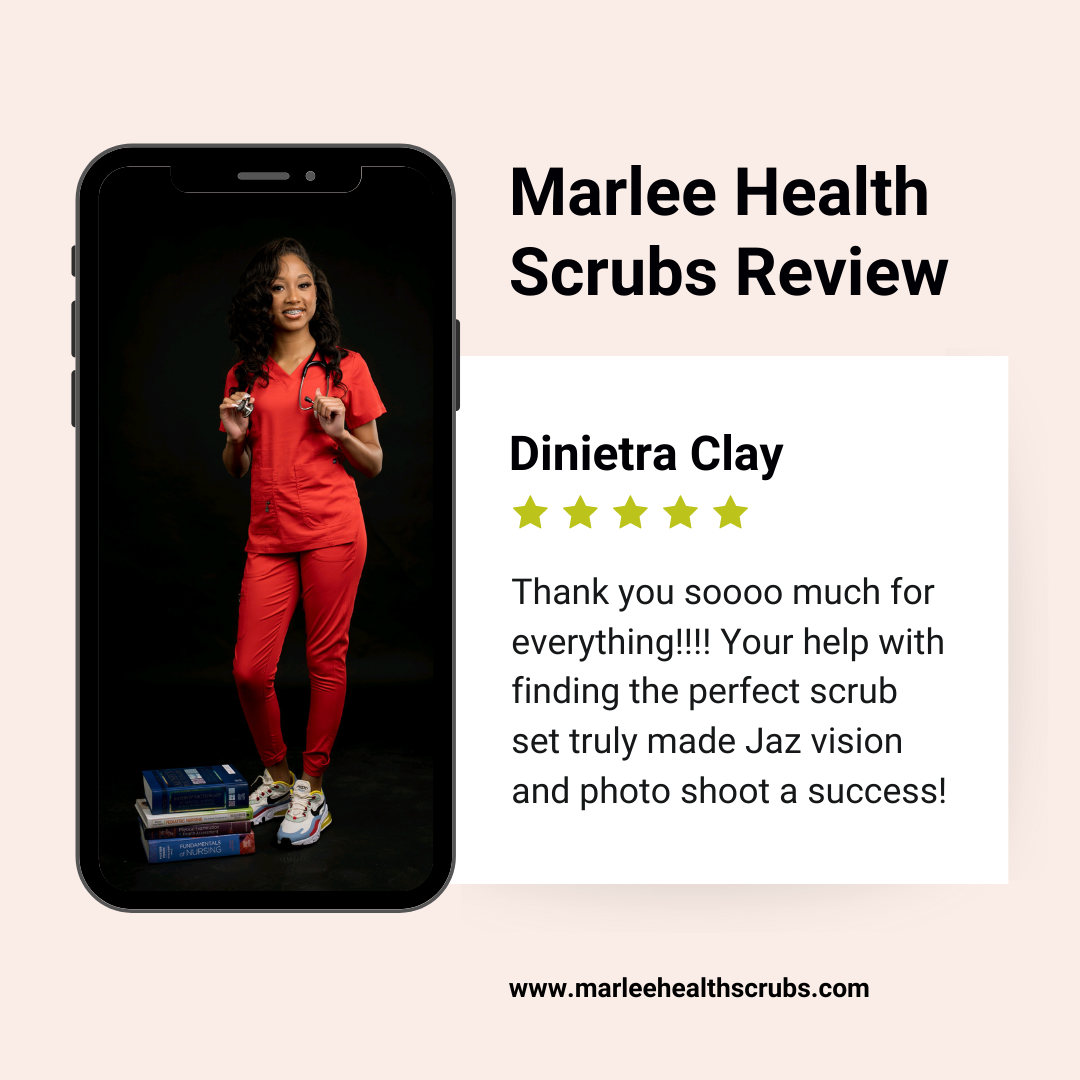 Marlee Health
Scrubs Review
Dinietra Clay
Thank you soooo much for
everything!!!! Your help with
finding the perfect scrub
set truly made Jaz vision
and photo shoot a success!
FUNDAMENTALS
of NURSING
www.marleehealthscrubs.com